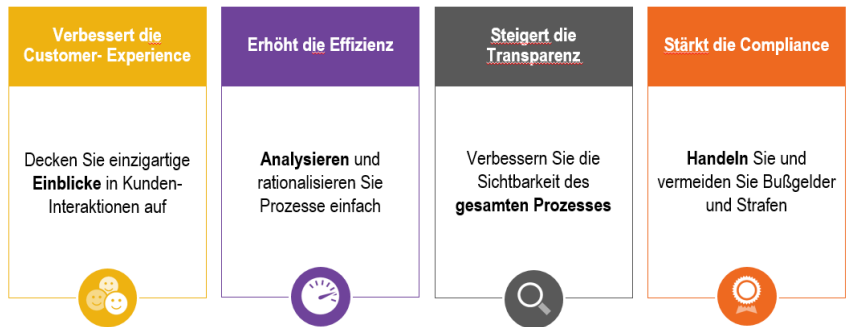 Verbessert die
Customer- Experience
Decken Sie einzigartige
Einblicke in Kunden-
Interaktionen auf
Erhöht die Effizienz
Analysieren und
rationalisieren Sie
Prozesse einfach
Steigert die
Transparenz
Verbessern Sie die
Sichtbarkeit des
gesamten Prozesses
Stärkt die Compliance
Handeln Sie und
vermeiden Sie Bußgelder
und Strafen